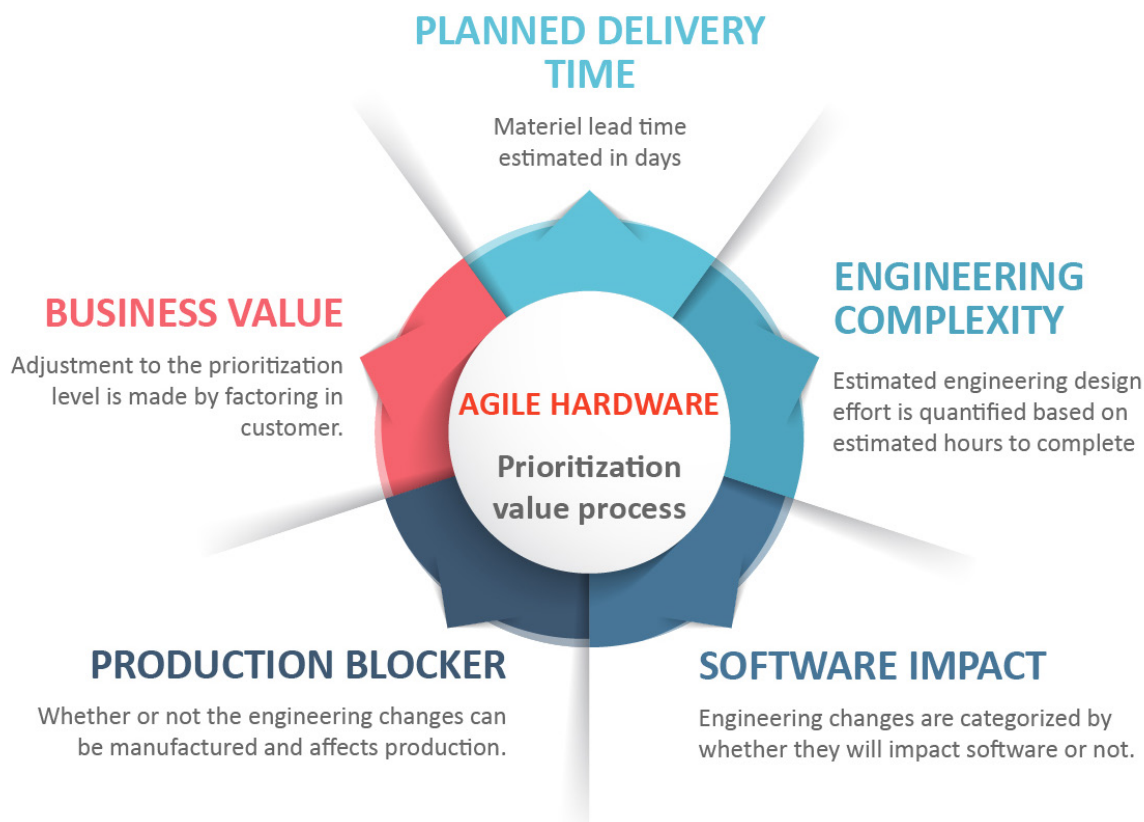 PLANNED DELIVERY
TIME
Materiel lead time
estimated in days
ENGINEERING
COMPLEXITY
Estimated engineering design
effort is quantified based on
estimated hours to complete
SOFTWARE IMPACT
Engineering changes are categorized by
whether they will impact software or not.
PRODUCTION BLOCKER
Whether or not the engineering changes can
be manufactured and affects production.
BUSINESS VALUE
Adjustment to the prioritization
level is made by factoring in
customer.
AGILE HARDWARE
Prioritization
value process